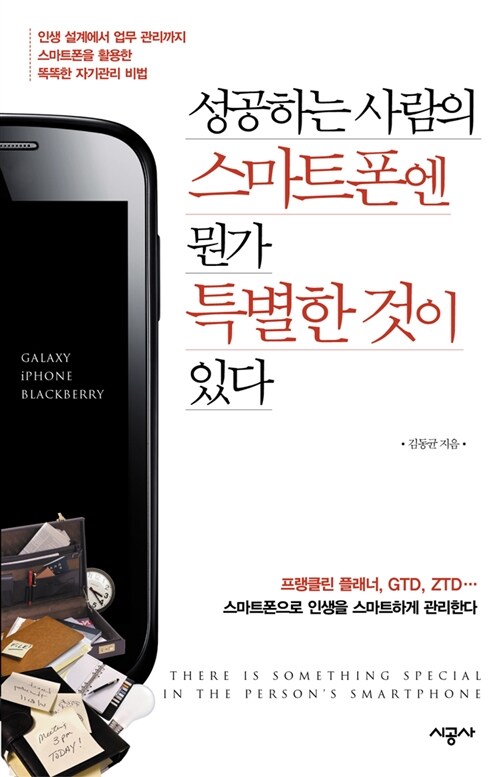 인생 설계에서 업무 관리까지
스마트폰을 활용한
똑똑한 자기관리 비법
성공하는 사람의
스마트폰엔
뭔가
특별한 것이
있다
GALAXY
iPHONE
BLACKBERRY
• 김동균 지음 •
프랭클린 플래너, GTD, ZTD…
스마트폰으로 인생을 스마트하게 관리한다
THERE IS SOMETHING SPECIAL
IN THE PERSON'S SMARTPHONE
FILE
Meeting
3 pm
TODAY!
시공사